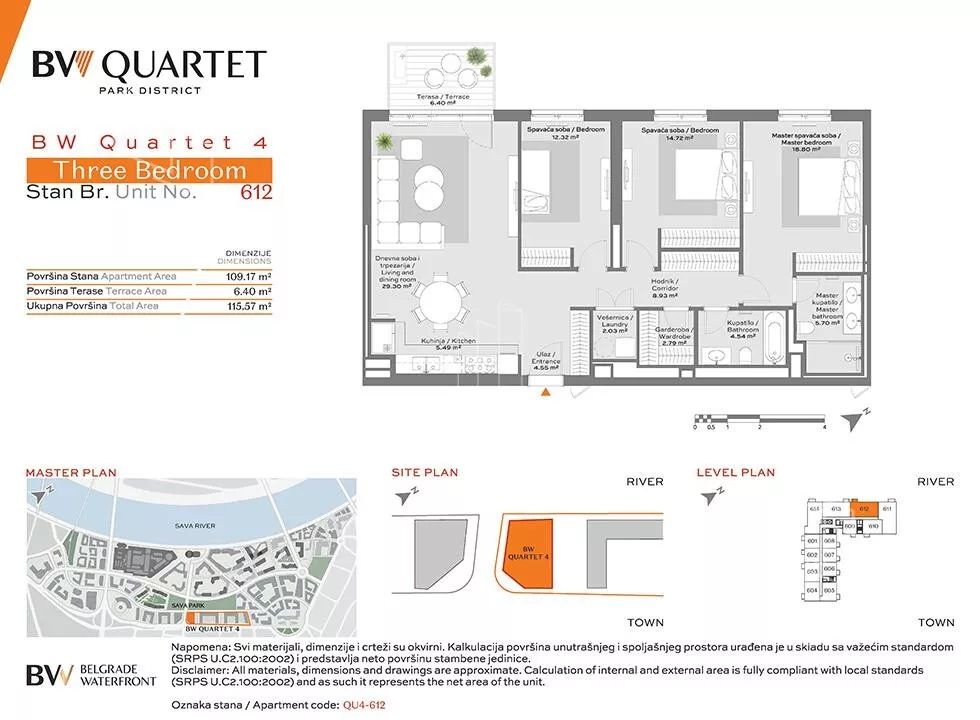 BW QUARTET
PARK DISTRICT
BW Quartet 4
Three Bedroom
Stan Br. Unit No. 612
DIMENZIJE
DIMENSIONS
Površina Stana Apartment Area 109.17 m²
Površina Terase Terrace Area 6.40 m²
Ukupna Površina Total Area 115.57 m²
Terasa / Terrace
6.40 m²
Spavaća soba / Bedroom
12.32 m²
Spavaća soba / Bedroom
14.72 m²
Master spavaća soba /
Master bedroom
18.80 m²
Dnevna soba i
trpezarija /
Living and
dining room
29.30 m²
Hodnik /
Corridor
8.93 m²
Kuhinja / Kitchen
5.49 m²
Ulaz /
Entrance
4.55 m²
Vešernica /
Laundry
2.03 m²
Garderoba /
Wardrobe
2.79 m²
Kupatilo /
Bathroom
4.54 m²
Master
kupatilo /
Master
bathroom
5.70 m²
0 0.5 1 2 4
N
MASTER PLAN
N
SAVA RIVER
SAVA PARK
BW QUARTET 4
SITE PLAN
RIVER
N
BW
QUARTET 4
TOWN
LEVEL PLAN
RIVER
N
614 613 612 611
609 610
601 608
602 607
603 606
604 605
TOWN
BW BELGRADE
WATERFRONT
Napomena: Svi materijali, dimenzije i crteži su okvirni. Kalkulacija površina unutrašnjeg i spoljašnjeg prostora urađena je u skladu sa važećim standardom
(SRPS U.C2.100:2002) i predstavlja neto površinu stambene jedinice.
Disclaimer: All materials, dimensions and drawings are approximate. Calculation of internal and external area is fully compliant with local standards
(SRPS U.C2.100:2002) and as such it represents the net area of the unit.
Oznaka stana / Apartment code: QU4-612